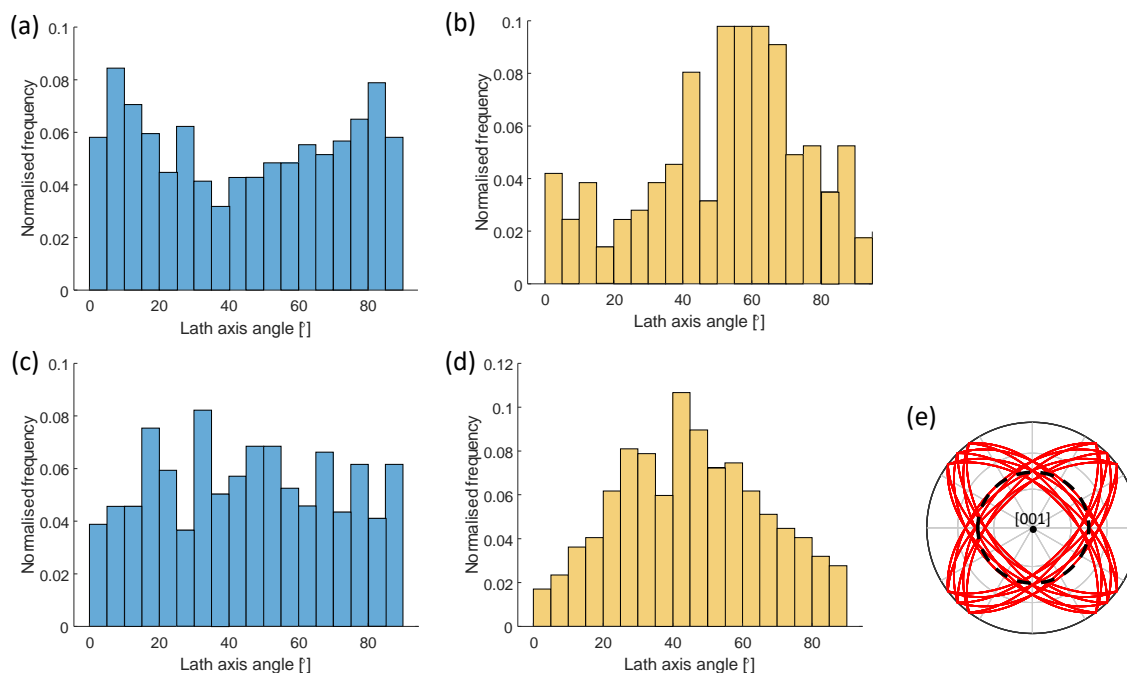 (a)
0.1
0.08
0.06
0.04
0.02
0
Normalised frequency
0 20 40 60 80
Lath axis angle [°]
(b)
0.1
0.08
0.06
0.04
0.02
0
Normalised frequency
0 20 40 60 80
Lath axis angle [°]
(c)
0.1
0.08
0.06
0.04
0.02
0
Normalised frequency
0 20 40 60 80
Lath axis angle [°]
(d)
0.12
0.1
0.08
0.06
0.04
0.02
0
Normalised frequency
0 20 40 60 80
Lath axis angle [°]
(e)
[001]